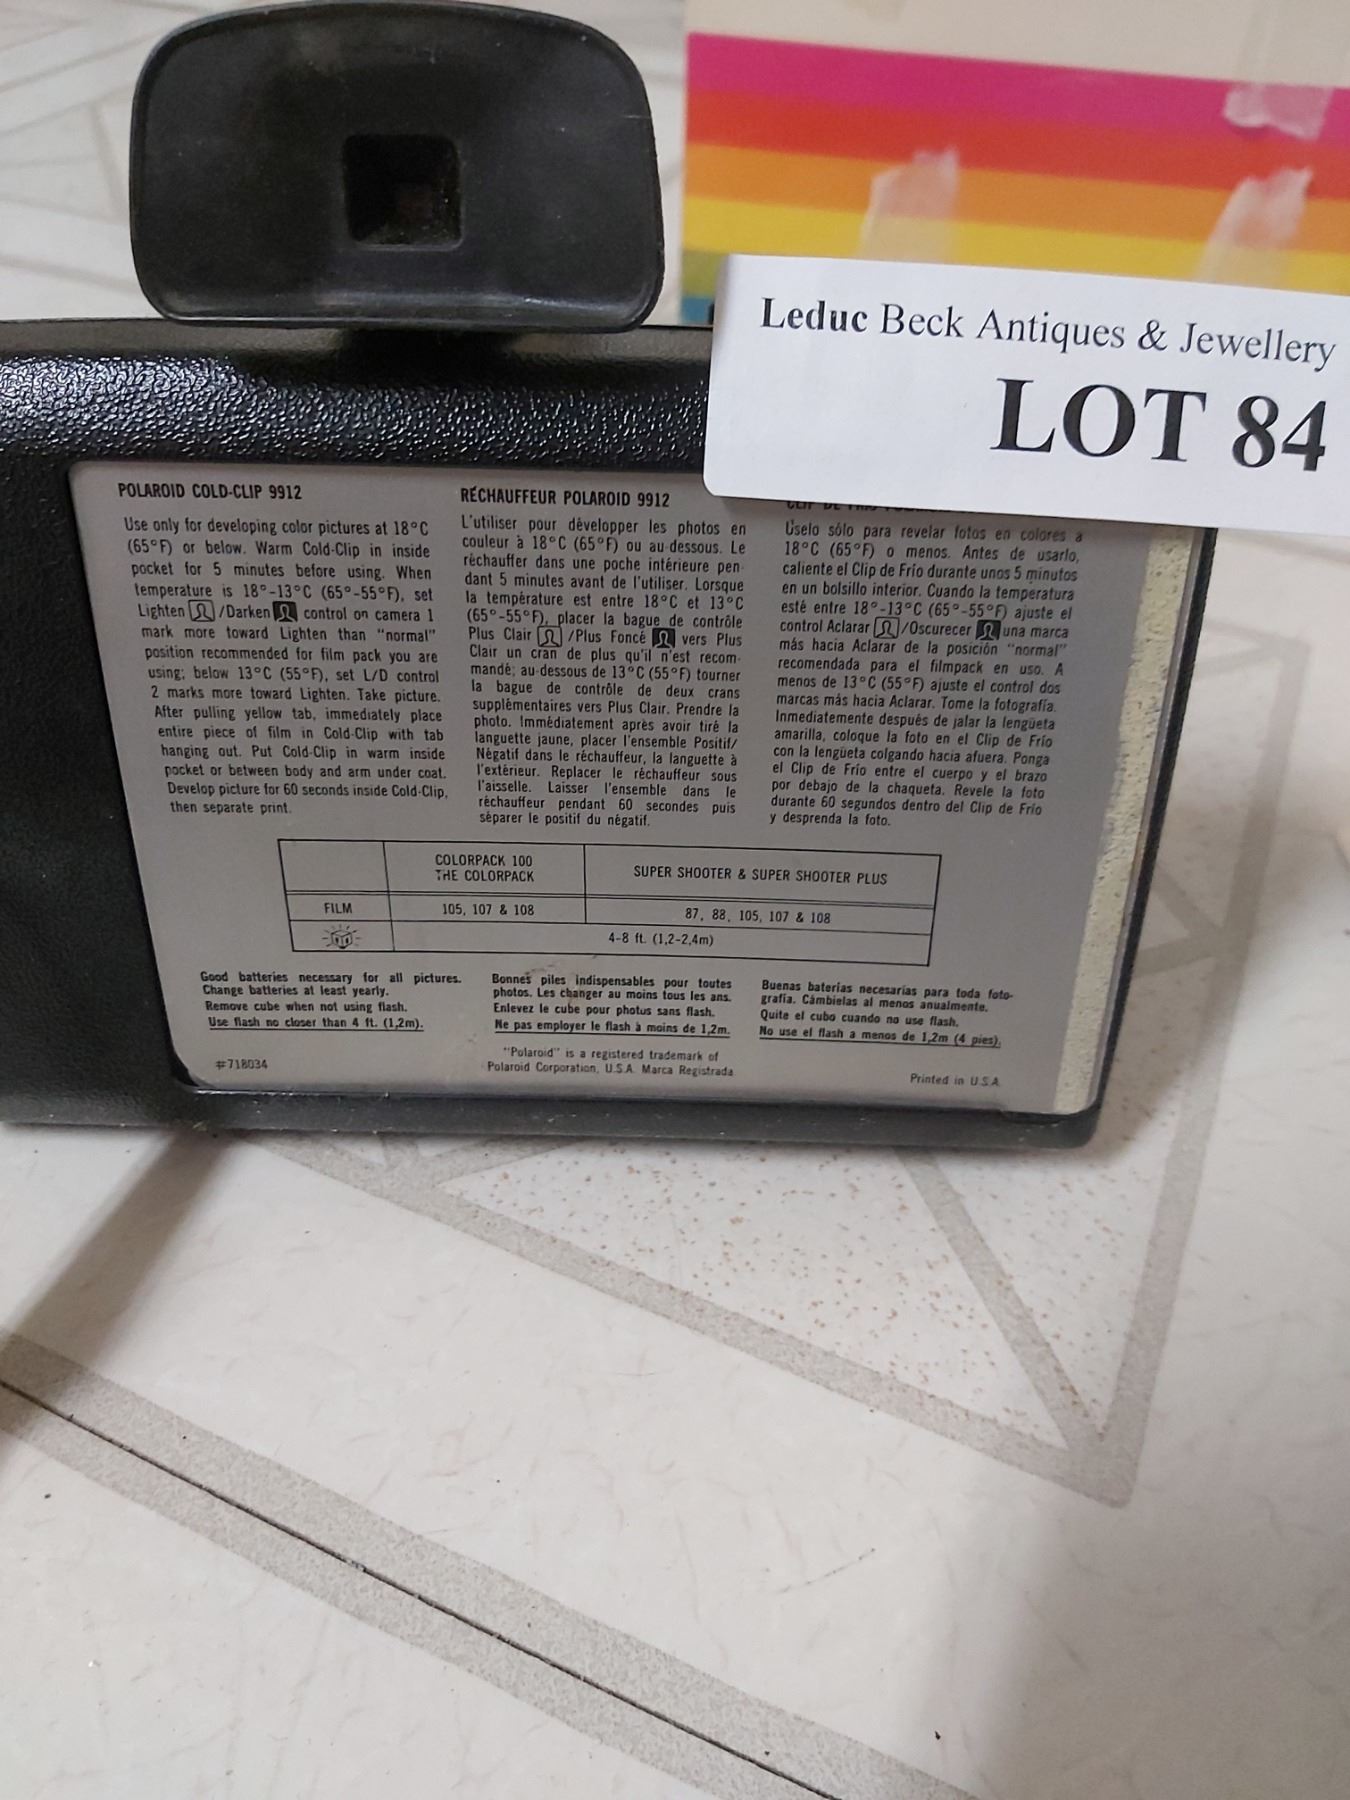 Leduc Beck Antiques & Jewellery
LOT 84
POLAROID COLD-CLIP 9912
Use only for developing color pictures at 18°C
(65°F) or below. Warm Cold-Clip in inside
pocket for 5 minutes before using. When
temperature is 18°-13°C (65°-55°F), set
Lighten /Darken control on camera 1
mark more toward Lighten than "normal"
position recommended for film pack you are
using; below 13°C (55°F), set L/D control
2 marks more toward Lighten. Take picture.
After pulling yellow tab, immediately place
entire piece of film in Cold-Clip with tab
hanging out. Put Cold-Clip in warm inside
pocket or between body and arm under coat.
Develop picture for 60 seconds inside Cold-Clip,
then separate print.
RÉCHAUFFEUR POLAROID 9912
L'utiliser pour développer les photos en
couleur à 18°C (65°F) ou au-dessous. Le
réchauffer dans une poche intérieure pen-
dant 5 minutes avant de l'utiliser. Lorsque
la température est entre 18°C et 13°C
(65°-55°F), placer la bague de contrôle
Plus Clair /Plus Foncé vers Plus
Clair un cran de plus qu'il n'est recom-
mandé; au-dessous de 13°C (55°F) tourner
la bague de contrôle de deux crans
supplémentaires vers Plus Clair. Prendre la
photo. Immédiatement après avoir tiré la
languette jaune, placer l'ensemble Positif/
Négatif dans le réchauffeur, la languette à
l'extérieur. Replacer le réchauffeur sous
l'aisselle. Laisser l'ensemble dans le
réchauffeur pendant 60 secondes puis
séparer le positif du négatif.
CLIP DE
Uselo sólo para revelar fotos en colores a
18°C (65°F) o menos. Antes de usarlo,
caliente el Clip de Frío durante unos 5 minutos
en un bolsillo interior. Cuando la temperatura
esté entre 18°-13°C (65°-55°F) ajuste el
control Aclarar /Oscurecer una marca
más hacia Aclarar de la posición "normal"
recomendada para el filmpack en uso. A
menos de 13°C (55°F) ajuste el control dos
marcas más hacia Aclarar. Tome la fotografía.
Inmediatamente después de jalar la lengüeta
amarilla, coloque la foto en el Clip de Frío
con la lengüeta colgando hacia afuera. Ponga
el Clip de Frío entre el cuerpo y el brazo
por debajo de la chaqueta. Revele la foto
durante 60 segundos dentro del Clip de Frío
y desprenda la foto.
COLORPACK 100
THE COLORPACK
SUPER SHOOTER & SUPER SHOOTER PLUS
FILM
105, 107 & 108
87, 88, 105, 107 & 108
4-8 ft. (1,2-2,4m)
Good batteries necessary for all pictures.
Change batteries at least yearly.
Remove cube when not using flash.
Use flash no closer than 4 ft. (1,2m).
Bonnes piles indispensables pour toutes
photos. Les changer au moins tous les ans.
Enlevez le cube pour photus sans flash.
Ne pas employer le flash à moins de 1,2m.
Buenas baterías necesarias para toda foto-
grafía. Cámbielas al menos anualmente.
Quite el cubo cuando no use flash.
No use el flash a menos de 1,2m (4 pies).
#718034
"Polaroid" is a registered trademark of
Polaroid Corporation, U.S.A. Marca Registrada
Printed in U.S.A.